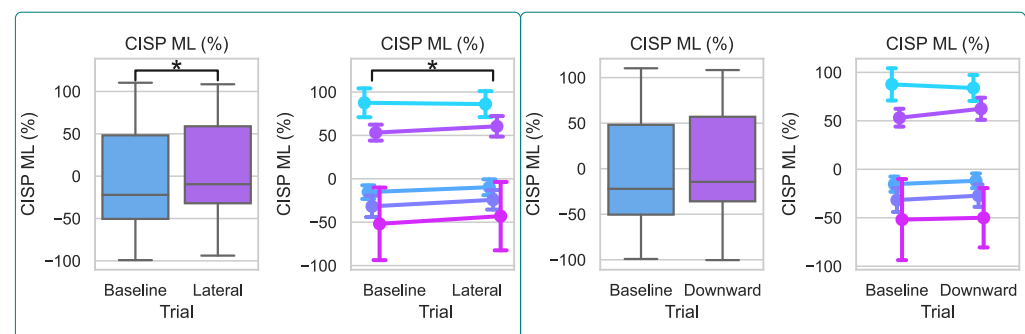 CISP ML (%)
*
CISP ML (%)
100
50
0
−50
−100
Baseline Lateral
Trial
CISP ML (%)
*
CISP ML (%)
100
50
0
−50
−100
Baseline Lateral
Trial
CISP ML (%)
CISP ML (%)
100
50
0
−50
−100
Baseline Downward
Trial
CISP ML (%)
CISP ML (%)
100
50
0
−50
−100
Baseline Downward
Trial